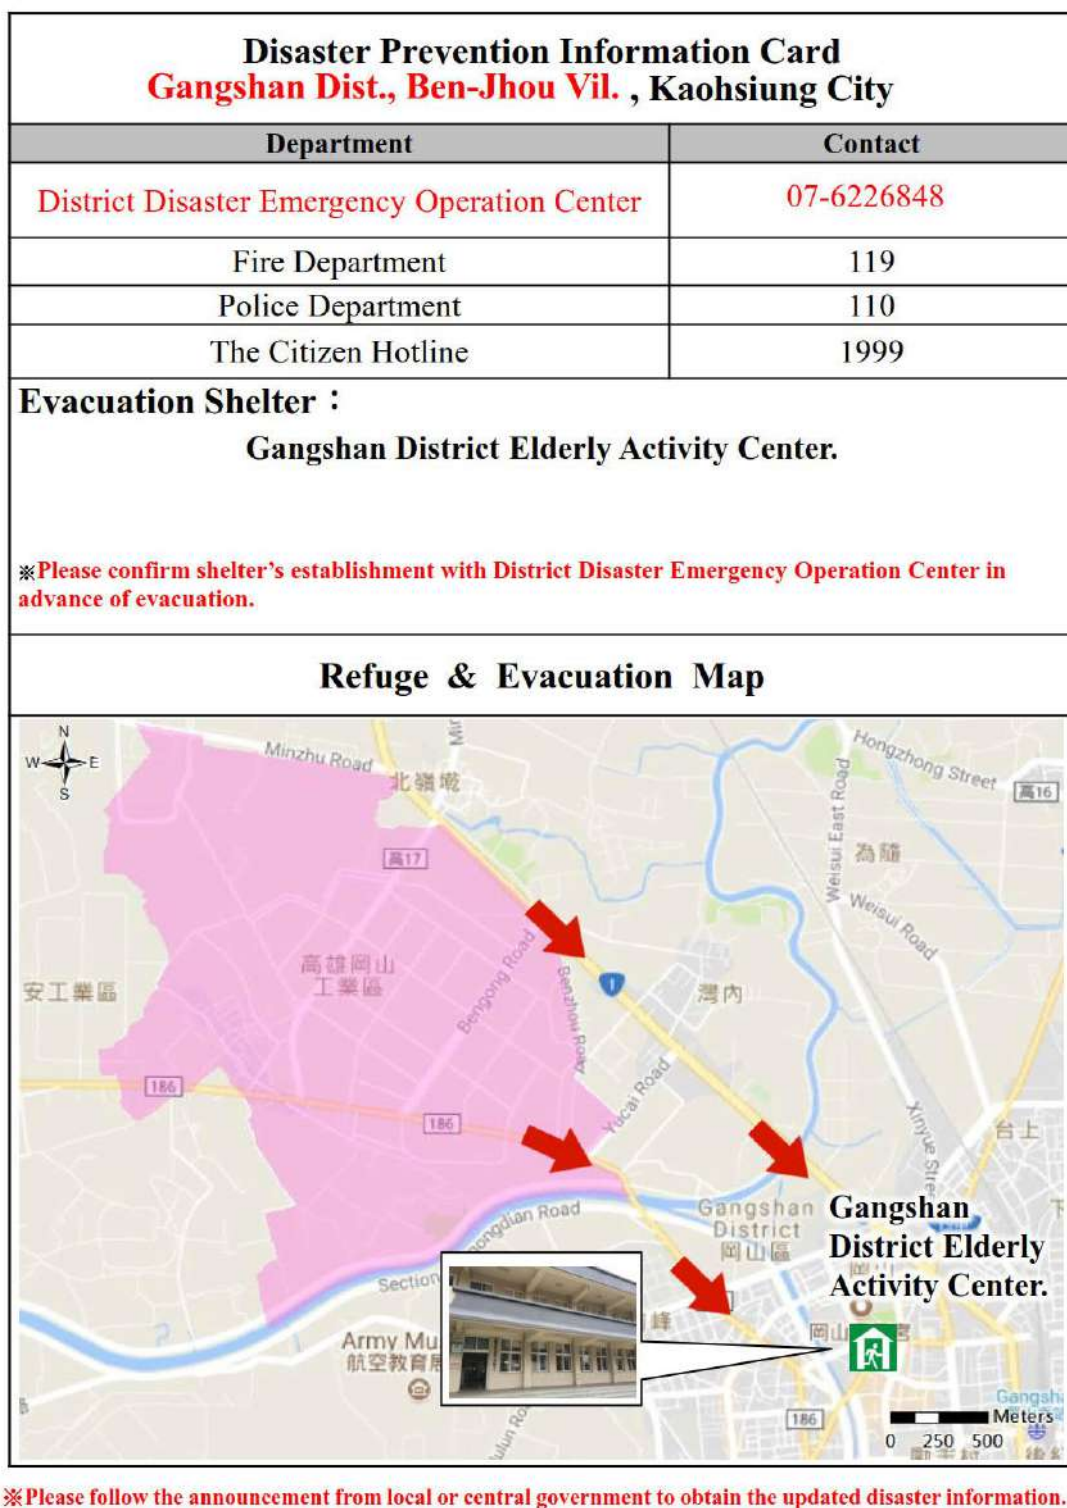 Disaster Prevention Information Card
Gangshan Dist., Ben-Jhou Vil. , Kaohsiung City
Department Contact
District Disaster Emergency Operation Center 07-6226848
Fire Department 119
Police Department 110
The Citizen Hotline 1999
Evacuation Shelter：
Gangshan District Elderly Activity Center.
※Please confirm shelter’s establishment with District Disaster Emergency Operation Center in
advance of evacuation.
Refuge & Evacuation Map
N
W E
S
Minzhu Road
北嶺墘
Hongzhong Street
高16
Weisui East Road
為隨
高17
Weisui Road
高雄岡山
工業區
安工業區
Bengong Road
Benzhou Road
1
灣內
186
186
Yucai Road
Xinyue
台上
Gangshan
District
岡山區
Gangshan
District Elderly
Activity Center.
Section
Army Mu
航空教育
峰
岡山
186
Gangsh
Meters
0 250 500
※Please follow the announcement from local or central government to obtain the updated disaster information.